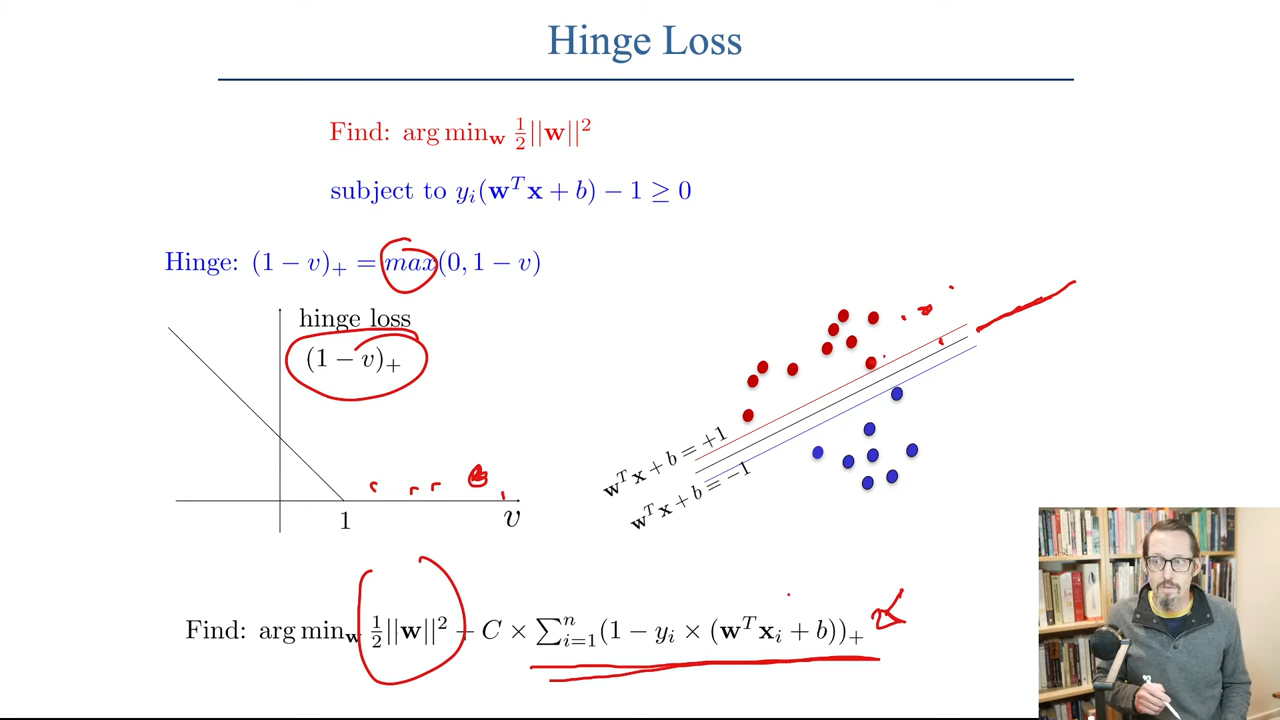 Hinge Loss
Find: arg min_w ½||w||²
subject to y_i(w^T x + b) − 1 ≥ 0
Hinge: (1 − v)_+ = max(0, 1 − v)
hinge loss
(1 − v)_+
1
v
w^T x + b = +1
w^T x + b = −1
Find: arg min_w ½||w||² + C × ∑_{i=1}^n (1 − y_i × (w^T x_i + b))_+